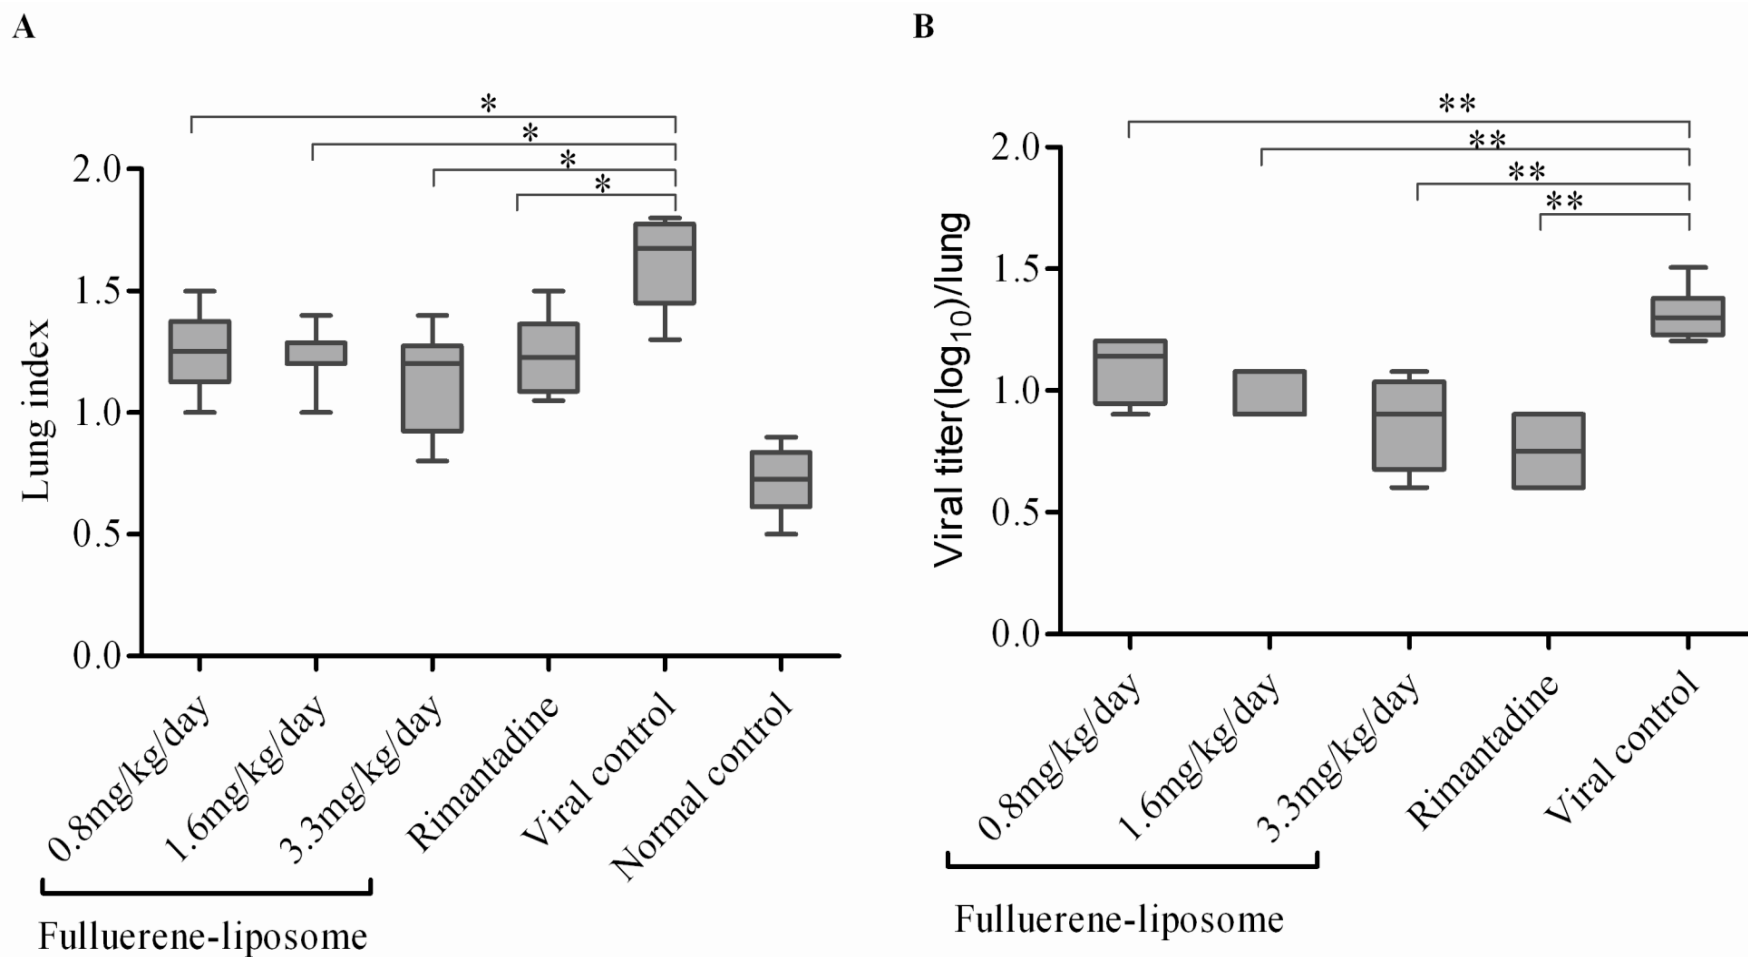 A
*
*
*
*
Lung index
2.0
1.5
1.0
0.5
0.0
0.8mg/kg/day
1.6mg/kg/day
3.3mg/kg/day
Rimantadine
Viral control
Normal control
Fulluerene-liposome
B
**
**
**
**
Viral titer(log10)/lung
2.0
1.5
1.0
0.5
0.0
0.8mg/kg/day
1.6mg/kg/day
3.3mg/kg/day
Rimantadine
Viral control
Fulluerene-liposome